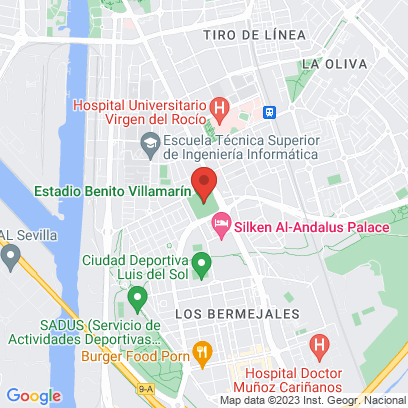 TIRO DE LÍNEA
LA OLIVA
Hospital Universitario
Virgen del Rocío
H
Escuela Técnica Superior
de Ingeniería Informática
Estadio Benito Villamarín
Silken Al-Andalus Palace
AL Sevilla
Ciudad Deportiva
Luis del Sol
SADUS (Servicio de
Actividades Deportivas...
LOS BERMEJALES
Burger Food Porn
H
Hospital Doctor
Muñoz Cariñanos
9-A
Google
Map data ©2023 Inst. Geogr. Nacional